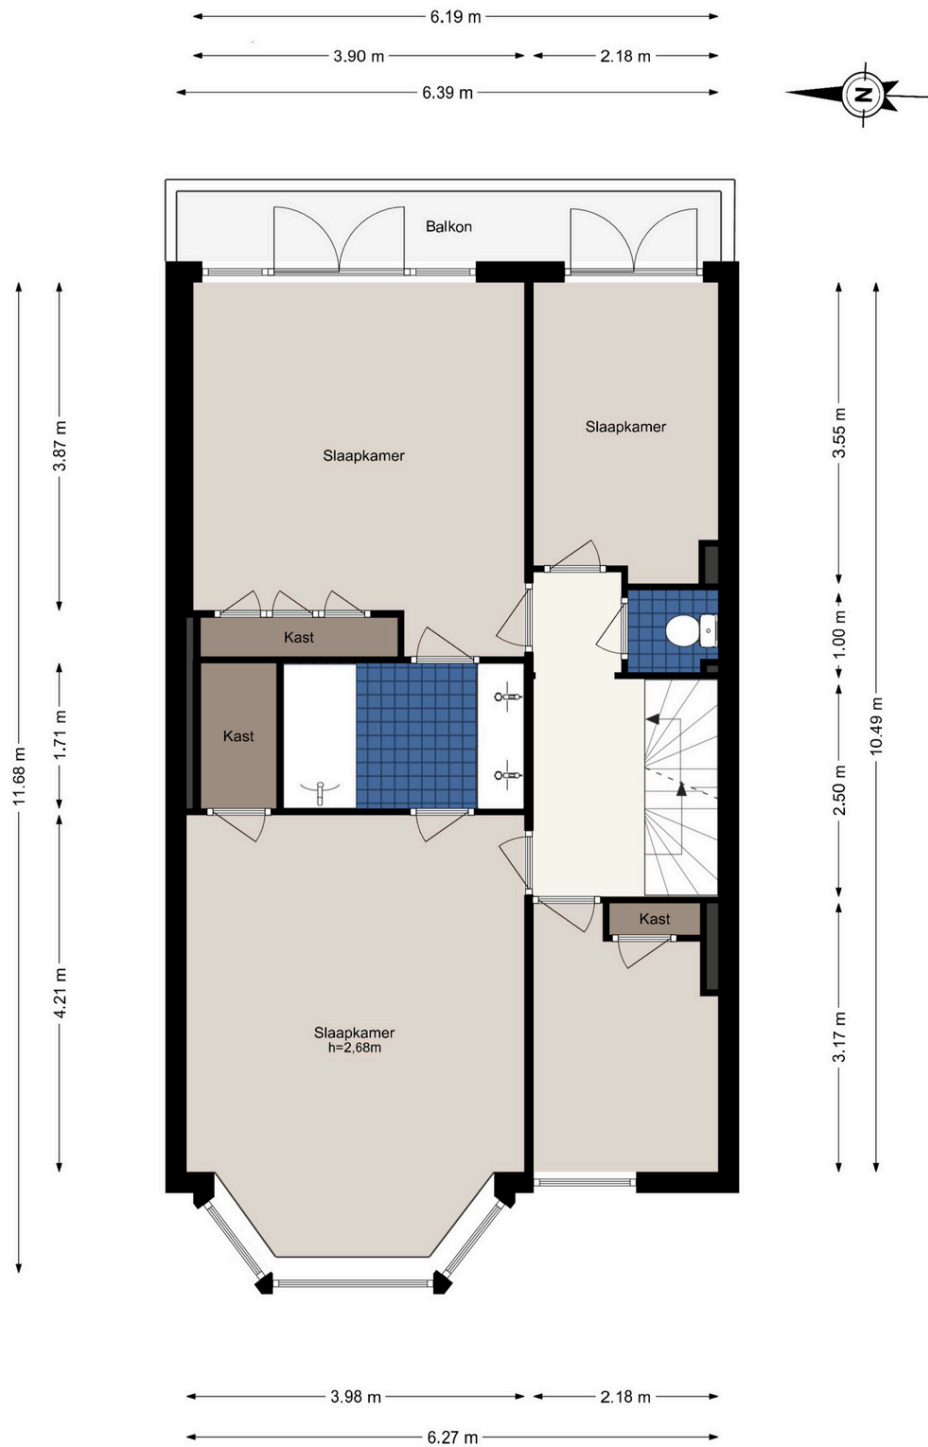 6.19 m
3.90 m
2.18 m
6.39 m
N
Balkon
3.87 m
3.55 m
Slaapkamer
Slaapkamer
1.00 m
Kast
11.68 m
1.71 m
Kast
10.49 m
2.50 m
Kast
4.21 m
Slaapkamer
h=2,68m
3.17 m
3.98 m
2.18 m
6.27 m